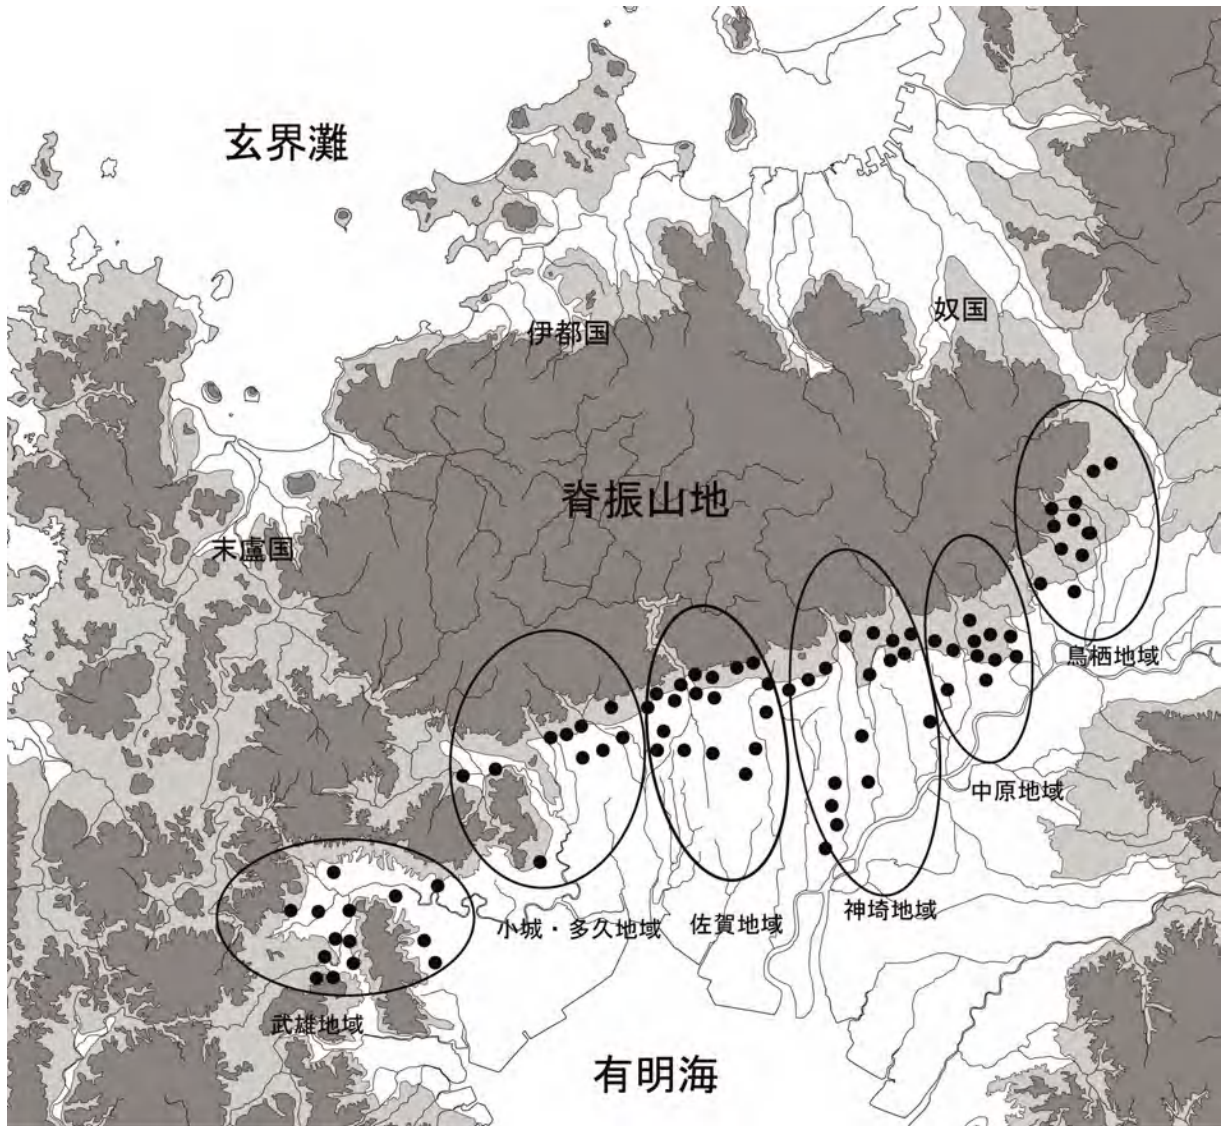 玄界灘
奴国
伊都国
脊振山地
末盧国
鳥栖地域
中原地域
神埼地域
佐賀地域
小城・多久地域
武雄地域
有明海